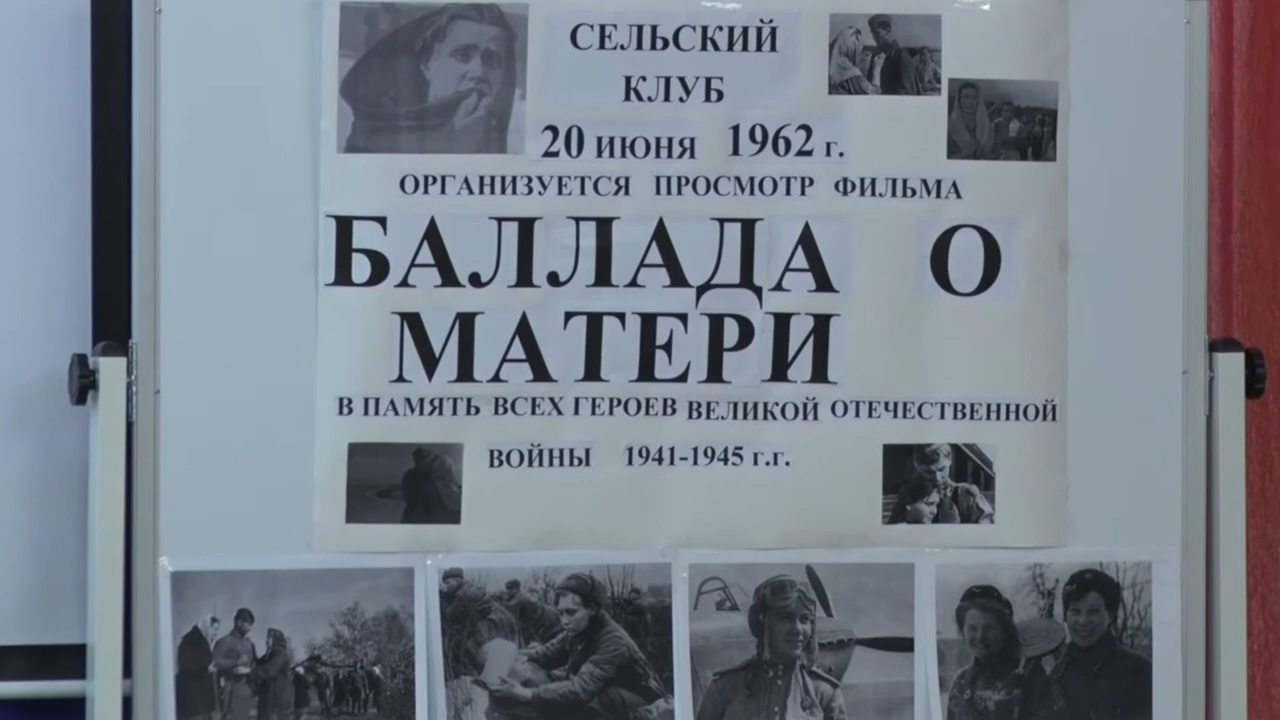 СЕЛЬСКИЙ
КЛУБ
20 ИЮНЯ 1962 г.
ОРГАНИЗУЕТСЯ ПРОСМОТР ФИЛЬМА
БАЛЛАДА О
МАТЕРИ
В ПАМЯТЬ ВСЕХ ГЕРОЕВ ВЕЛИКОЙ ОТЕЧЕСТВЕННОЙ
ВОЙНЫ 1941-1945 г.г.